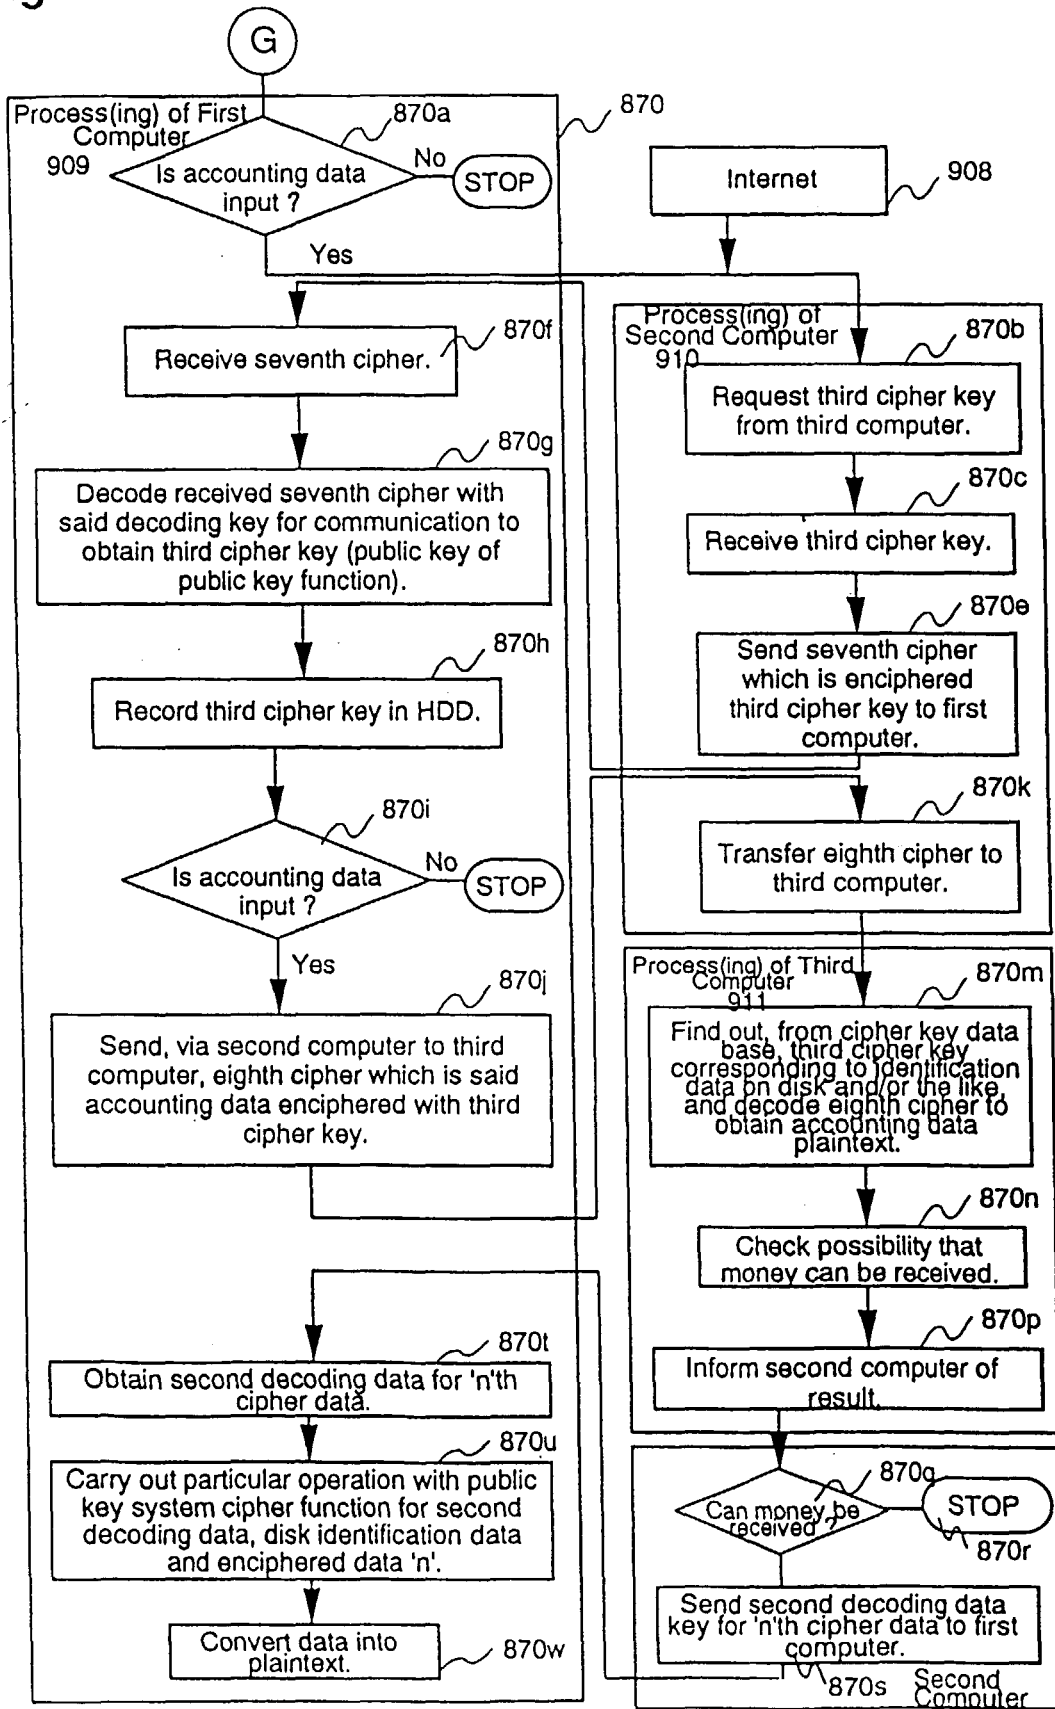 G
Process(ing) of First
Computer
909
870a
870
Is accounting data
input ?
No
STOP
Yes
Internet
908
Receive seventh cipher.
870f
Process(ing) of
Second Computer
910
870b
Request third cipher key
from third computer.
870g
Decode received seventh cipher with
said decoding key for communication to
obtain third cipher key (public key of
public key function).
870c
Receive third cipher key.
870e
Send seventh cipher
which is enciphered
third cipher key to first
computer.
870h
Record third cipher key in HDD.
870i
Is accounting data
input ?
No
STOP
Yes
870k
Transfer eighth cipher to
third computer.
870j
Send, via second computer to third
computer, eighth cipher which is said
accounting data enciphered with third
cipher key.
Process(ing) of Third
Computer
911
870m
Find out, from cipher key data
base, third cipher key
corresponding to identification
data on disk and/or the like,
and decode eighth cipher to
obtain accounting data
plaintext.
870n
Check possibility that
money can be received.
870p
Inform second computer of
result.
870t
Obtain second decoding data for 'n'th
cipher data.
870u
Carry out particular operation with public
key system cipher function for second
decoding data, disk identification data
and enciphered data 'n'.
870q
Can money be
received ?
STOP
870r
Send second decoding data
key for 'n'th cipher data to first
computer.
870s
Second
Computer
Convert data into
plaintext.
870w